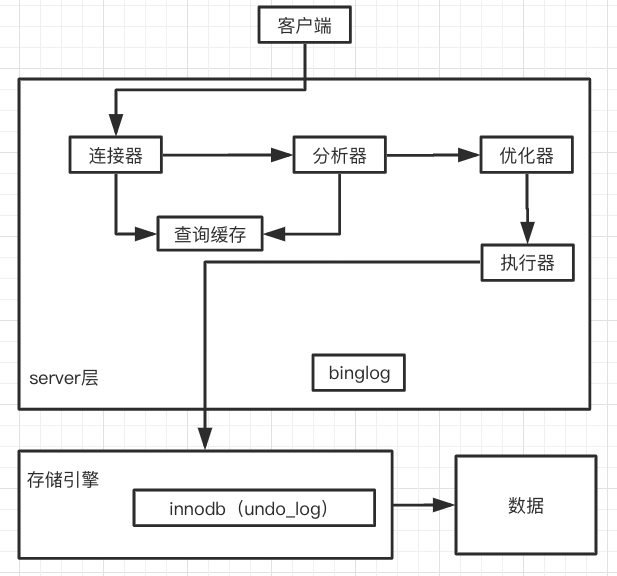 客户端
连接器
分析器
优化器
查询缓存
执行器
binglog
server层
存储引擎
innodb（undo_log）
数据